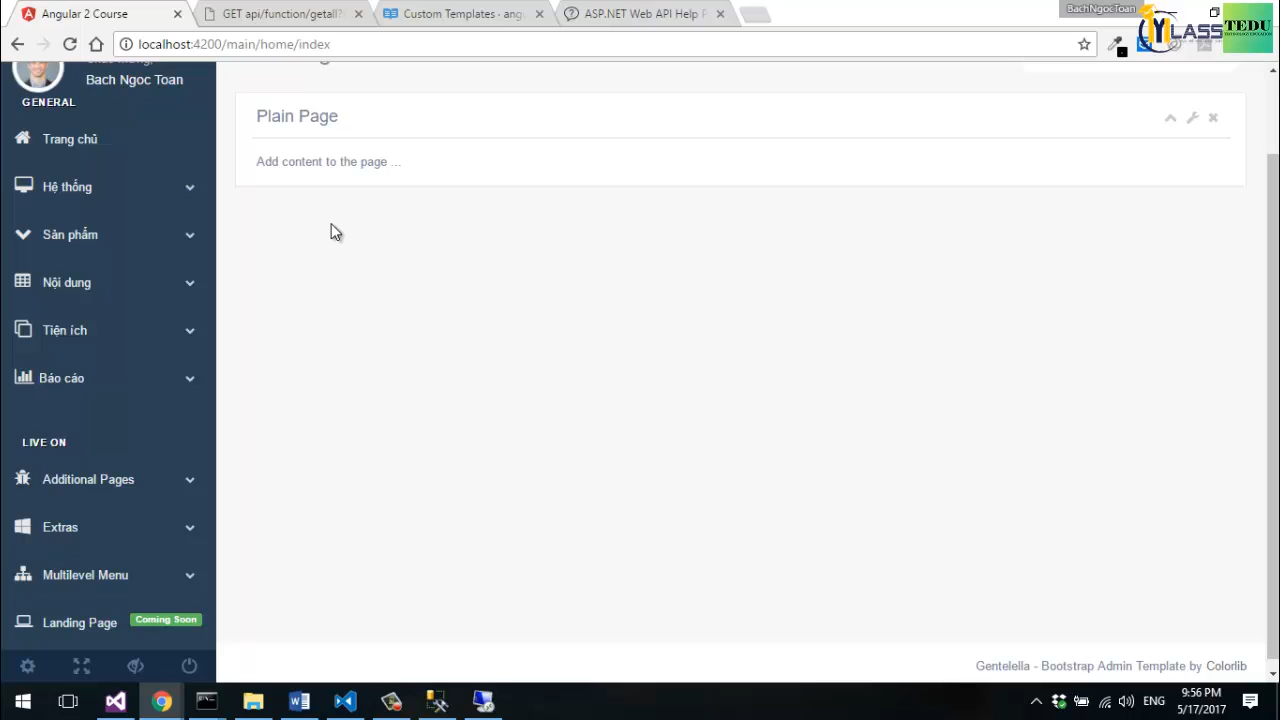 Angular 2 Course
GET api/function/getall?
Custom Templates - angu
ASP.NET Web API Help P
BachNgocToan
localhost:4200/main/home/index
LASS TEDU
Bach Ngoc Toan
GENERAL
Trang chủ
Hệ thống
Sản phẩm
Nội dung
Tiện ích
Báo cáo
LIVE ON
Additional Pages
Extras
Multilevel Menu
Landing Page Coming Soon
Plain Page
Add content to the page ...
Gentelella - Bootstrap Admin Template by Colorlib
ENG
9:56 PM
5/17/2017